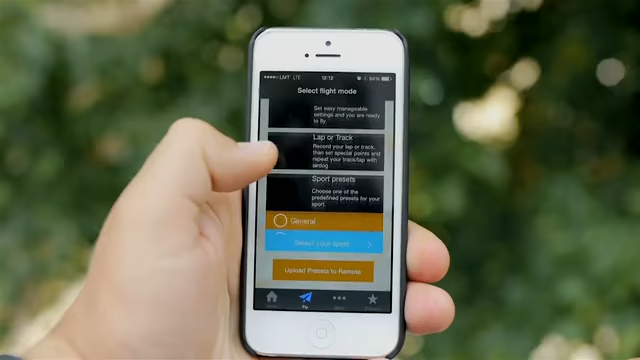 LMT LTE 12:12 84%
Select flight mode
Set easy manageable
settings and you are
ready to fly.
Lap or Track
Record your lap or track,
than set special points and
repeat your track/lap with
airdog
Sport presets
Choose one of the
predefined presets for your
sport.
General
Select your sport
Upload Presets to Remote
Fly